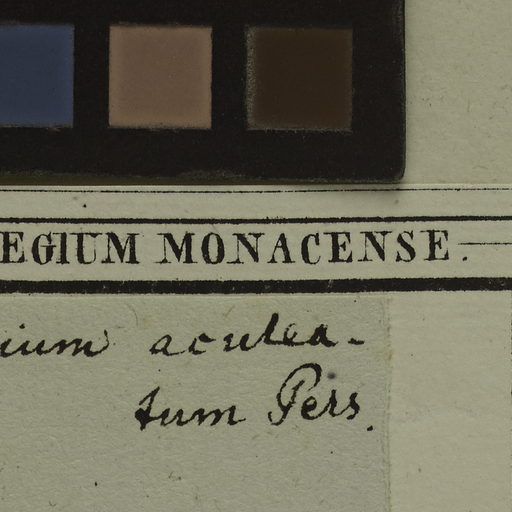 EGIUM MONACENSE.
ium aculea-
tum Pers.